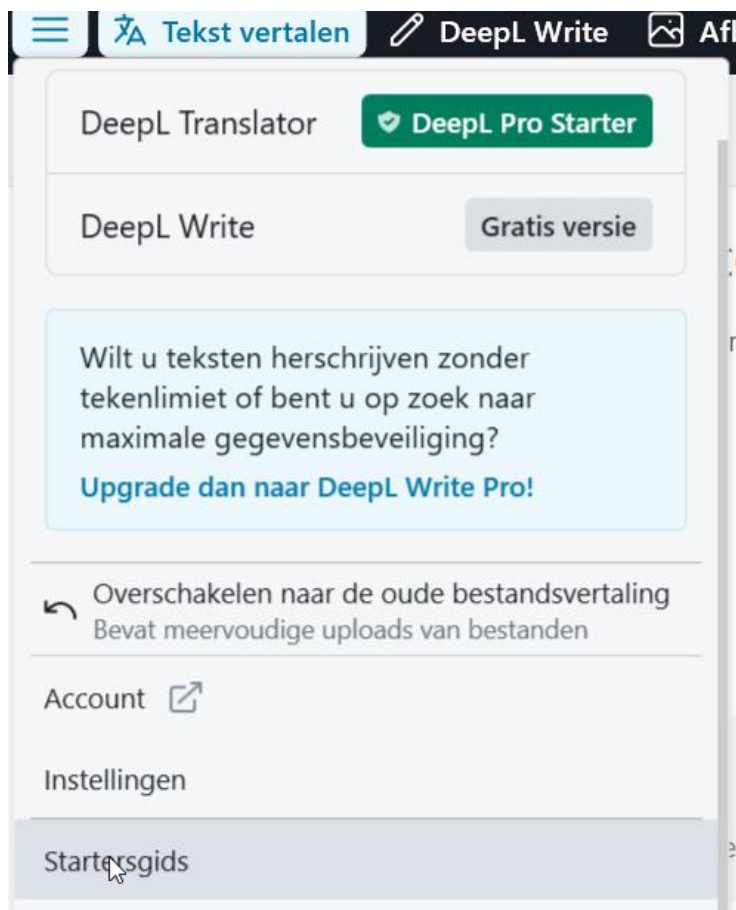 Tekst vertalen DeepL Write
DeepL Translator DeepL Pro Starter
DeepL Write Gratis versie
Wilt u teksten herschrijven zonder
tekenlimiet of bent u op zoek naar
maximale gegevensbeveiliging?
Upgrade dan naar DeepL Write Pro!
Overschakelen naar de oude bestandsvertaling
Bevat meervoudige uploads van bestanden
Account
Instellingen
Startersgids